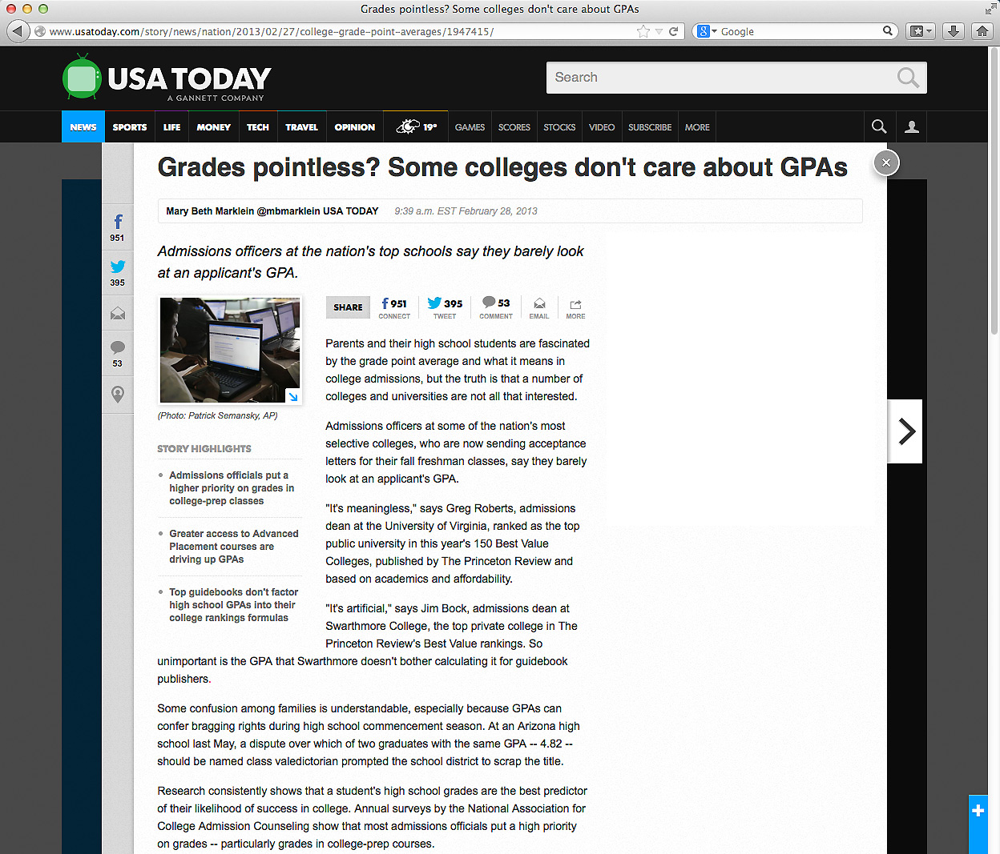 Grades pointless? Some colleges don't care about GPAs
www.usatoday.com/story/news/nation/2013/02/27/college-grade-point-averages/1947415/
Google
USA TODAY
A GANNETT COMPANY
Search
NEWS SPORTS LIFE MONEY TECH TRAVEL OPINION 19° GAMES SCORES STOCKS VIDEO SUBSCRIBE MORE
Grades pointless? Some colleges don't care about GPAs
Mary Beth Marklein @mbmarklein USA TODAY 9:39 a.m. EST February 28, 2013
951
395
53
Admissions officers at the nation's top schools say they barely look
at an applicant's GPA.
SHARE 951 CONNECT 395 TWEET 53 COMMENT EMAIL MORE
(Photo: Patrick Semansky, AP)
STORY HIGHLIGHTS
Admissions officials put a
higher priority on grades in
college-prep classes
Greater access to Advanced
Placement courses are
driving up GPAs
Top guidebooks don't factor
high school GPAs into their
college rankings formulas
Parents and their high school students are fascinated
by the grade point average and what it means in
college admissions, but the truth is that a number of
colleges and universities are not all that interested.
Admissions officers at some of the nation's most
selective colleges, who are now sending acceptance
letters for their fall freshman classes, say they barely
look at an applicant's GPA.
"It's meaningless," says Greg Roberts, admissions
dean at the University of Virginia, ranked as the top
public university in this year's 150 Best Value
Colleges, published by The Princeton Review and
based on academics and affordability.
"It's artificial," says Jim Bock, admissions dean at
Swarthmore College, the top private college in The
Princeton Review's Best Value rankings. So
unimportant is the GPA that Swarthmore doesn't bother calculating it for guidebook
publishers.
Some confusion among families is understandable, especially because GPAs can
confer bragging rights during high school commencement season. At an Arizona high
school last May, a dispute over which of two graduates with the same GPA -- 4.82 --
should be named class valedictorian prompted the school district to scrap the title.
Research consistently shows that a student's high school grades are the best predictor
of their likelihood of success in college. Annual surveys by the National Association for
College Admission Counseling show that most admissions officials put a high priority
on grades -- particularly grades in college-prep courses.